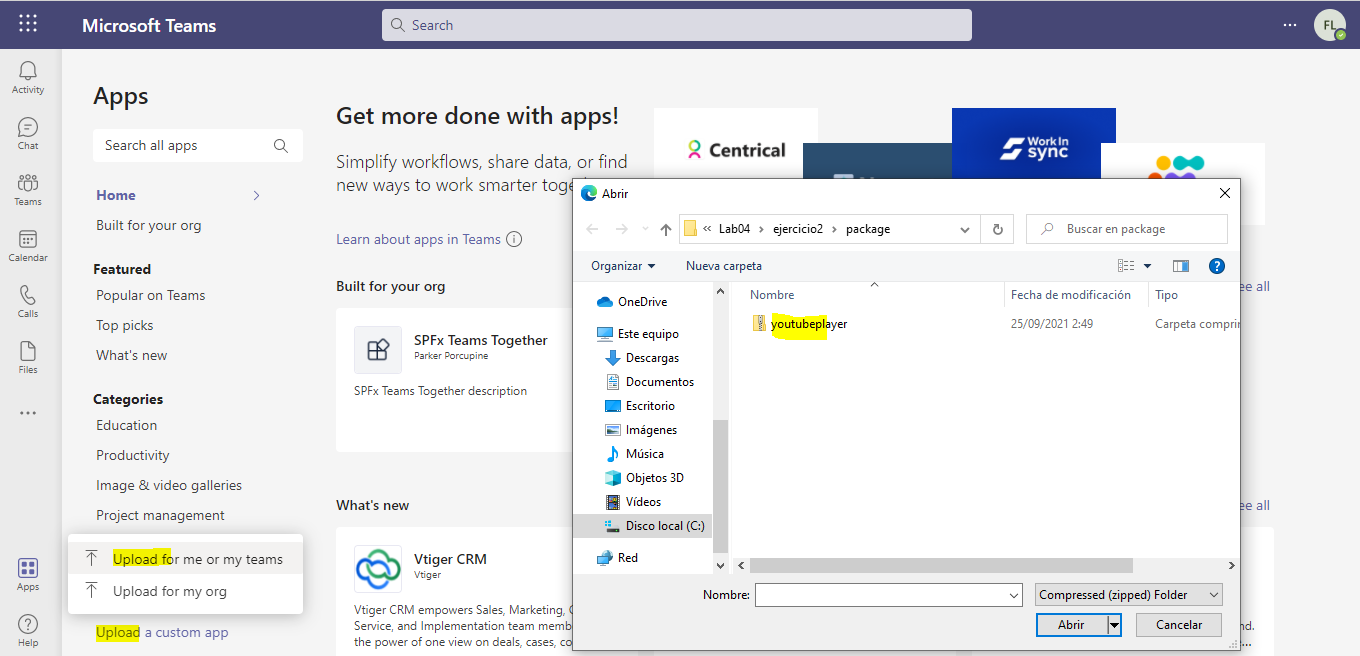 Microsoft Teams
Search
FL
Activity
Chat
Teams
Calendar
Calls
Files
Apps
Help
Apps
Search all apps
Home
Built for your org
Featured
Popular on Teams
Top picks
What's new
Categories
Education
Productivity
Image & video galleries
Project management
Upload for me or my teams
Upload for my org
Upload a custom app
Get more done with apps!
Simplify workflows, share data, or find
new ways to work smarter toge
Learn about apps in Teams
Centrical
Work In
sync
Built for your org
See all
SPFx Teams Together
Parker Porcupine
SPFx Teams Together description
What's new
ee all
Vtiger CRM
Vtiger
Vtiger CRM empowers Sales, Marketing,
Service, and Implementation team memb
the power of one view on deals, cases, co
nd.
Abrir
« Lab04 › ejercicio2 › package
Buscar en package
Organizar
Nueva carpeta
OneDrive
Este equipo
Descargas
Documentos
Escritorio
Imágenes
Música
Objetos 3D
Vídeos
Disco local (C:)
Red
Nombre
Fecha de modificación
Tipo
youtubeplayer
25/09/2021 2:49
Carpeta comprir
Nombre:
Compressed (zipped) Folder
Abrir
Cancelar